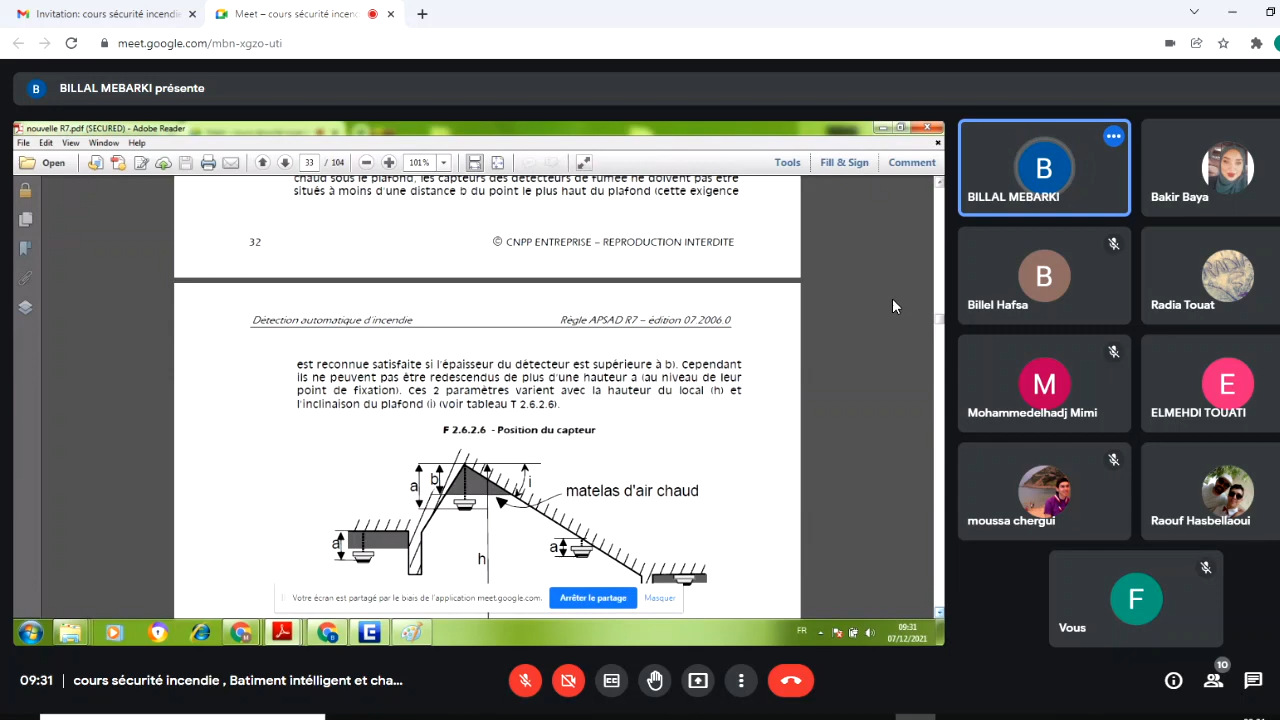 Invitation: cours sécurité incendie
Meet – cours sécurité incend
meet.google.com/mbn-xgzo-uti
B
BILLAL MEBARKI présente
nouvelle R7.pdf (SECURED) - Adobe Reader
File Edit View Window Help
Open
33 / 104
101%
Tools Fill & Sign Comment
chaud sous le plafond, les capteurs des détecteurs de fumée ne doivent pas être
situés à moins d'une distance b du point le plus haut du plafond (cette exigence
32
© CNPP ENTREPRISE – REPRODUCTION INTERDITE
Détection automatique d'incendie
Règle APSAD R7 – édition 07.2006.0
est reconnue satisfaite si l'épaisseur du détecteur est supérieure à b). Cependant
ils ne peuvent pas être redescendus de plus d'une hauteur a (au niveau de leur
point de fixation). Ces 2 paramètres varient avec la hauteur du local (h) et
l'inclinaison du plafond (i) (voir tableau T 2.6.2.6).
F 2.6.2.6 - Position du capteur
a
b
i
matelas d'air chaud
a
a
h
Votre écran est partagé par le biais de l'application meet.google.com.
Arrêter le partage
Masquer
FR
09:31
07/12/2021
B
BILLAL MEBARKI
Bakir Baya
B
Billel Hafsa
Radia Touat
M
Mohammedelhadj Mimi
E
ELMEHDI TOUATI
moussa chergui
Raouf Hasbellaoui
F
Vous
09:31 | cours sécurité incendie , Batiment intélligent et cha...
10